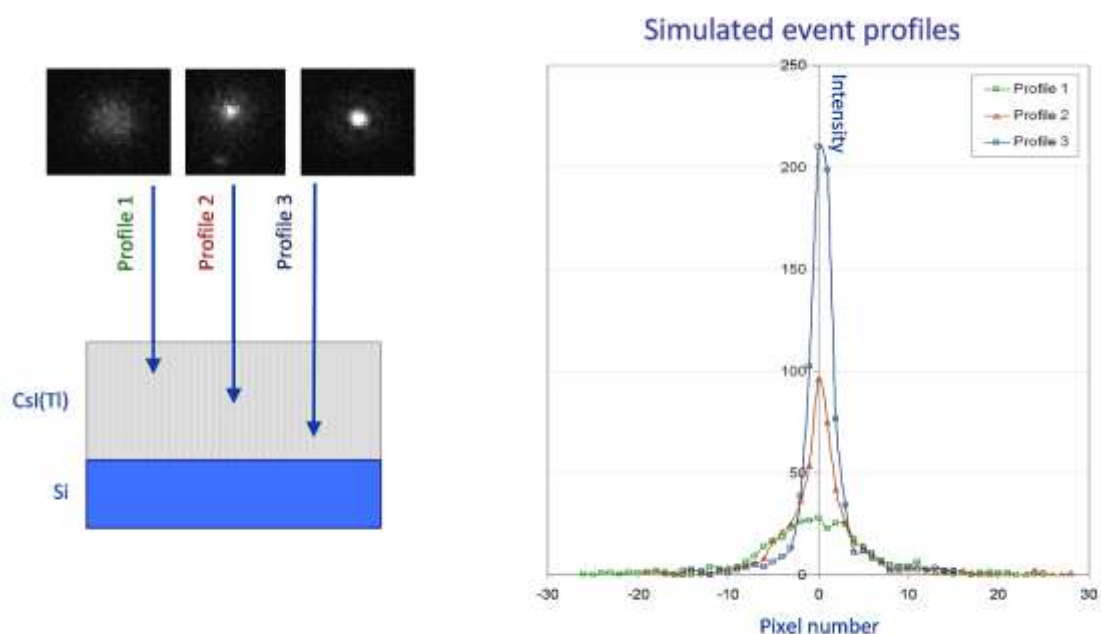 Simulated event profiles
Profile 1
Profile 2
Profile 3
CsI(Tl)
Si
250
200
150
100
50
0
Intensity
Profile 1
Profile 2
Profile 3
-30
-20
-10
0
10
20
30
Pixel number